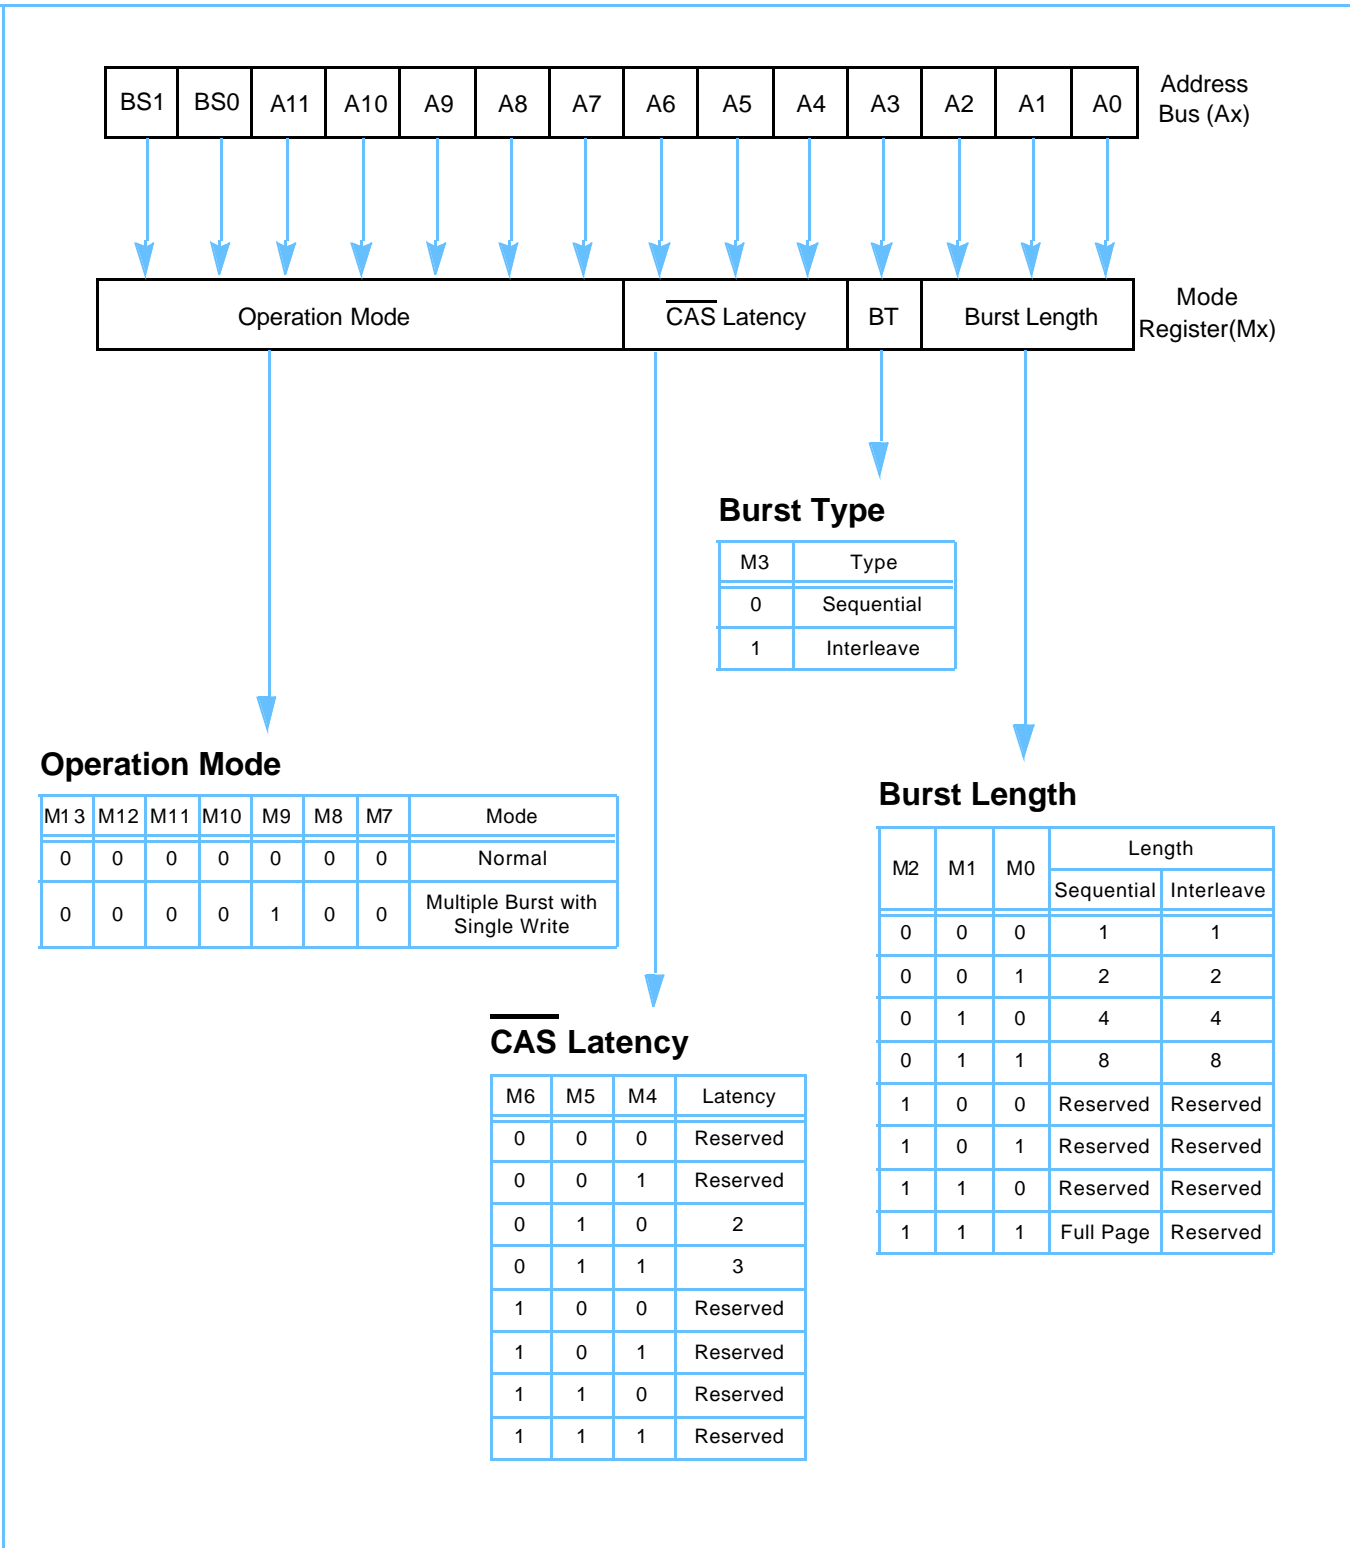 BS1 BS0 A11 A10 A9 A8 A7 A6 A5 A4 A3 A2 A1 A0
Address
Bus (Ax)
Operation Mode CAS Latency BT Burst Length
Mode
Register(Mx)
Burst Type
M3 Type
0 Sequential
1 Interleave
Operation Mode
M13 M12 M11 M10 M9 M8 M7 Mode
0 0 0 0 0 0 0 Normal
0 0 0 0 1 0 0 Multiple Burst with
Single Write
Burst Length
M2 M1 M0 Length
Sequential Interleave
0 0 0 1 1
0 0 1 2 2
0 1 0 4 4
0 1 1 8 8
1 0 0 Reserved Reserved
1 0 1 Reserved Reserved
1 1 0 Reserved Reserved
1 1 1 Full Page Reserved
CAS Latency
M6 M5 M4 Latency
0 0 0 Reserved
0 0 1 Reserved
0 1 0 2
0 1 1 3
1 0 0 Reserved
1 0 1 Reserved
1 1 0 Reserved
1 1 1 Reserved